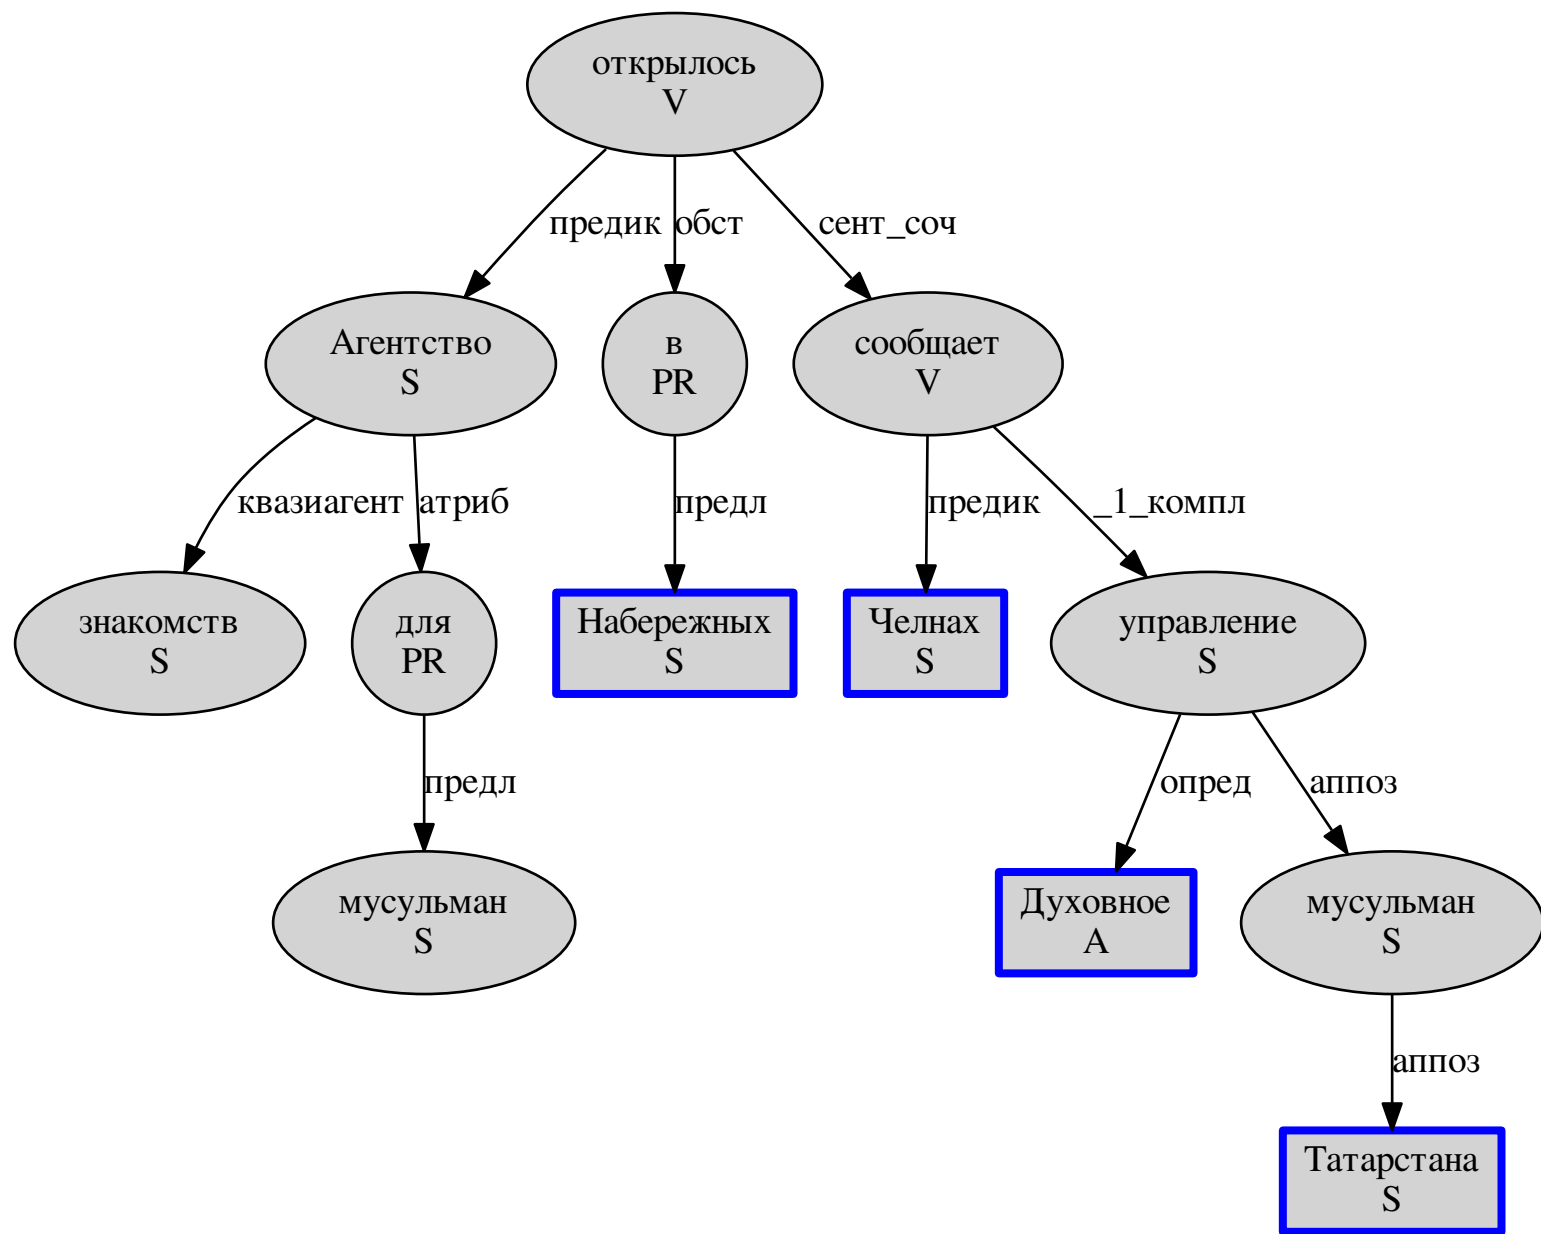 открылось
V
предик
обст
сент_соч
Агентство
S
в
PR
сообщает
V
квазиагент
атриб
предл
предик
_1_компл
знакомств
S
для
PR
Набережных
S
Челнах
S
управление
S
предл
опред
аппоз
мусульман
S
Духовное
A
мусульман
S
аппоз
Татарстана
S